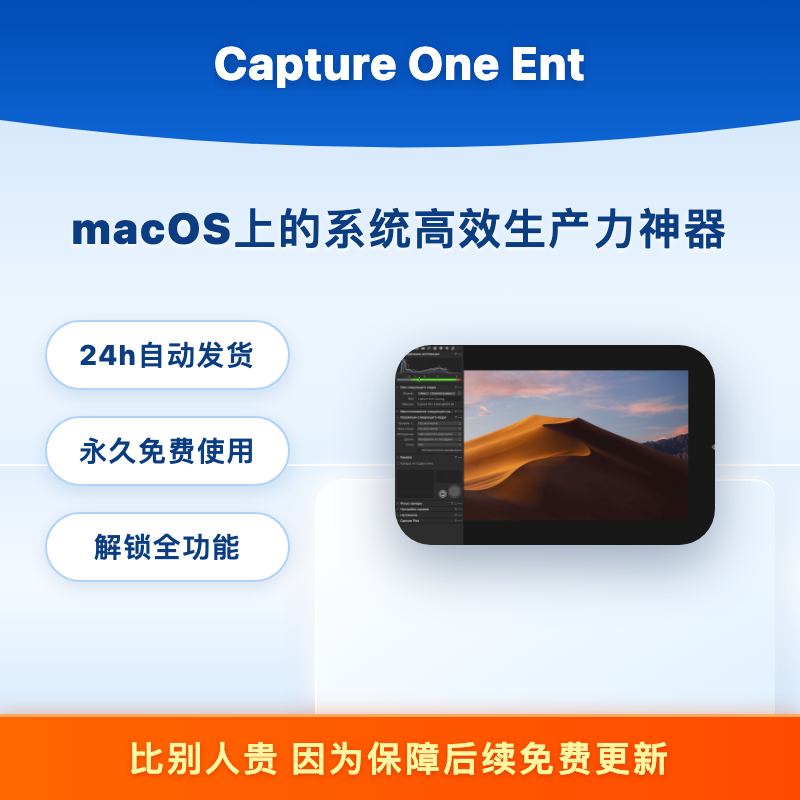 Capture One Ent
macOS上的系统高效生产力神器
24h自动发货
永久免费使用
解锁全功能
比别人贵 因为保障后续免费更新